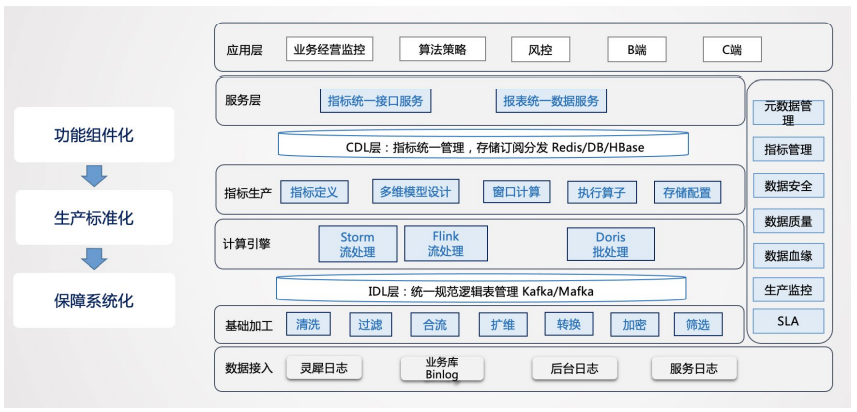 功能组件化
生产标准化
保障系统化
应用层
业务经营监控
算法策略
风控
B端
C端
服务层
指标统一接口服务
报表统一数据服务
CDL层：指标统一管理，存储订阅分发 Redis/DB/HBase
指标生产
指标定义
多维模型设计
窗口计算
执行算子
存储配置
计算引擎
Storm
流处理
Flink
流处理
Doris
批处理
IDL层：统一规范逻辑表管理 Kafka/Mafka
基础加工
清洗
过滤
合流
扩维
转换
加密
筛选
数据接入
灵犀日志
业务库
Binlog
后台日志
服务日志
元数据管
理
指标管理
数据安全
数据质量
数据血缘
生产监控
SLA